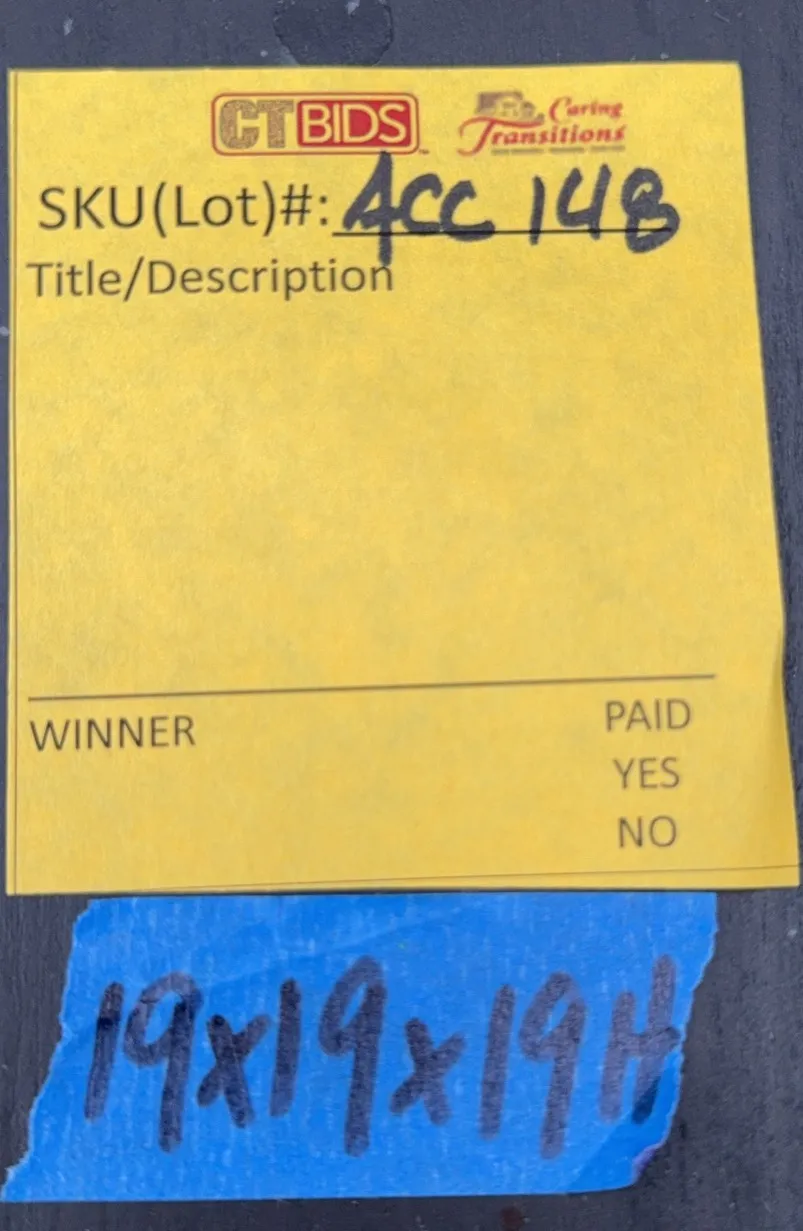 CTBIDS
Caring
Transitions
SKU(Lot)#: ACC 148
Title/Description
WINNER PAID
YES
NO
19x19x19H